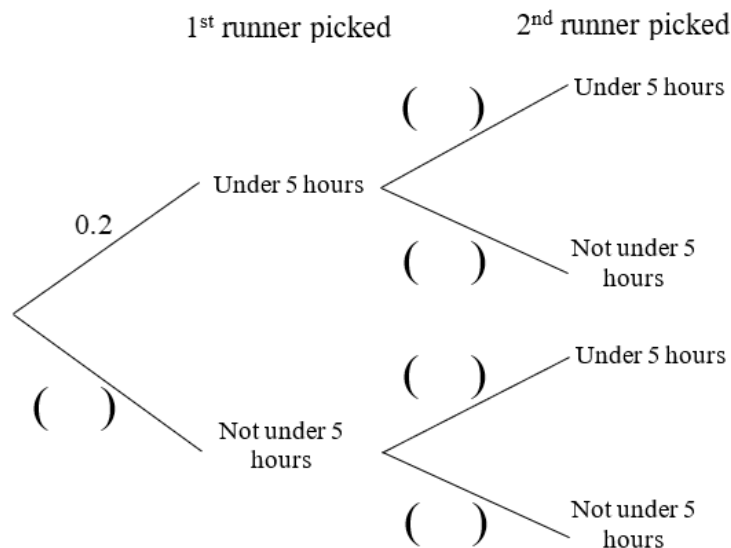 1st runner picked
2nd runner picked
( )
Under 5 hours
Under 5 hours
0.2
( )
Not under 5
hours
( )
Under 5 hours
( )
Not under 5
hours
( )
Not under 5
hours